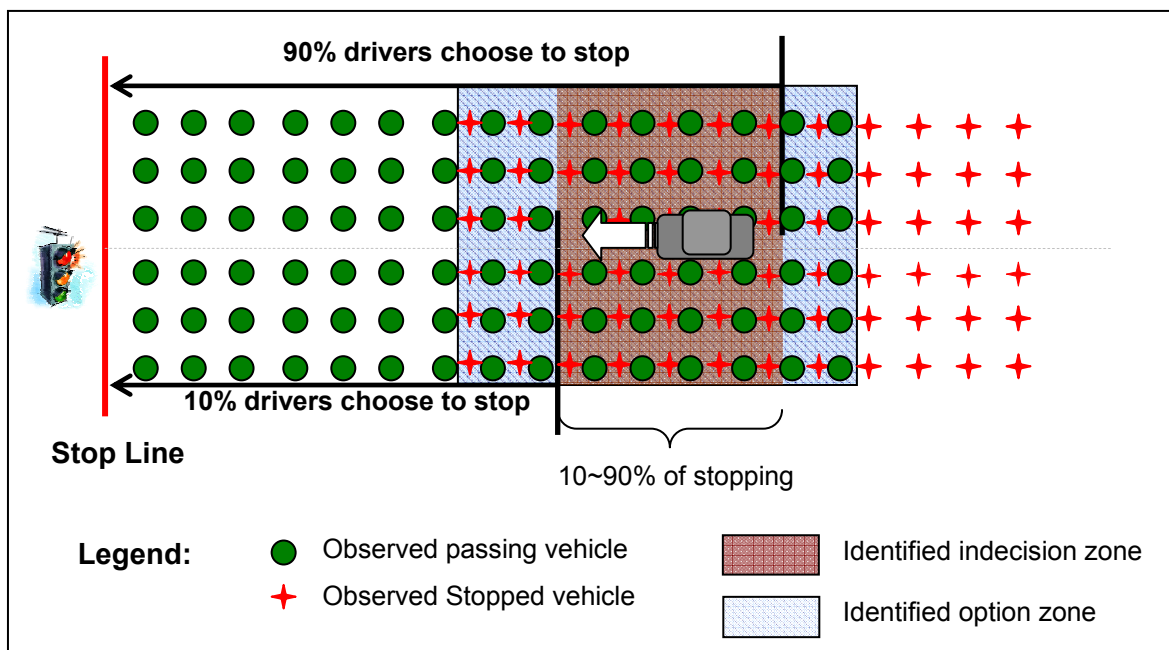 90% drivers choose to stop
10% drivers choose to stop
Stop Line
10~90% of stopping
Legend:
Observed passing vehicle
Identified indecision zone
Observed Stopped vehicle
Identified option zone